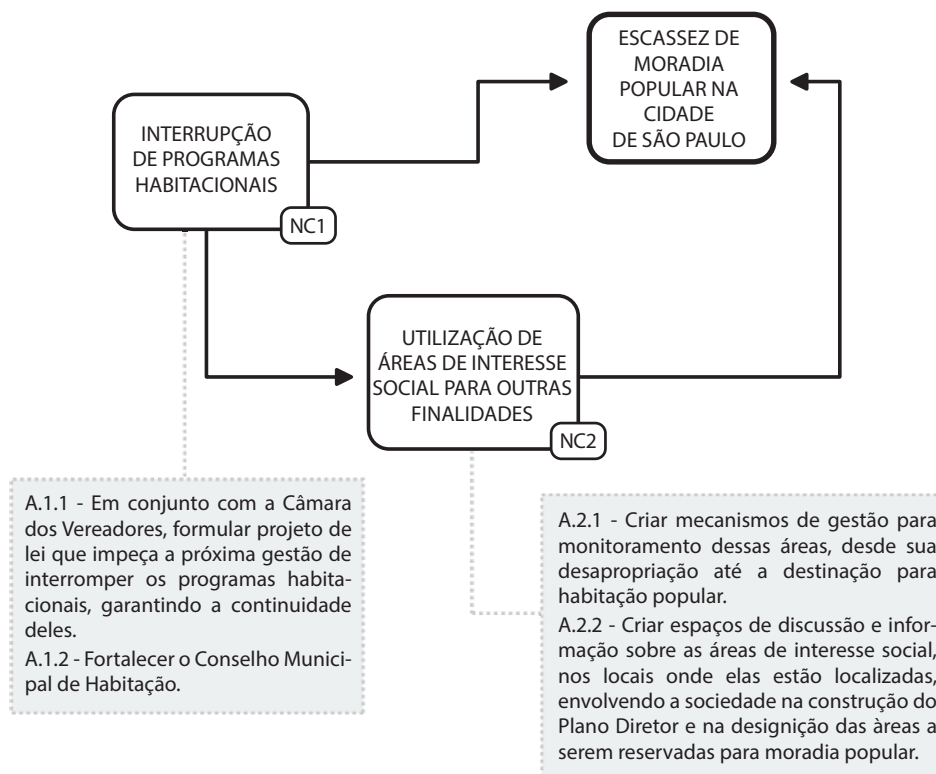 ESCASSEZ DE
MORADIA
POPULAR NA
CIDADE
DE SÃO PAULO
INTERRUPÇÃO
DE PROGRAMAS
HABITACIONAIS
NC1
UTILIZAÇÃO DE
ÁREAS DE INTERESSE
SOCIAL PARA OUTRAS
FINALIDADES
NC2
A.1.1 - Em conjunto com a Câmara
dos Vereadores, formular projeto de
lei que impeça a próxima gestão de
interromper os programas habita-
cionais, garantindo a continuidade
deles.
A.1.2 - Fortalecer o Conselho Munici-
pal de Habitação.
A.2.1 - Criar mecanismos de gestão para
monitoramento dessas áreas, desde sua
desapropriação até a destinação para
habitação popular.
A.2.2 - Criar espaços de discussão e infor-
mação sobre as áreas de interesse social,
nos locais onde elas estão localizadas,
envolvendo a sociedade na construção do
Plano Diretor e na designição das àreas a
serem reservadas para moradia popular.